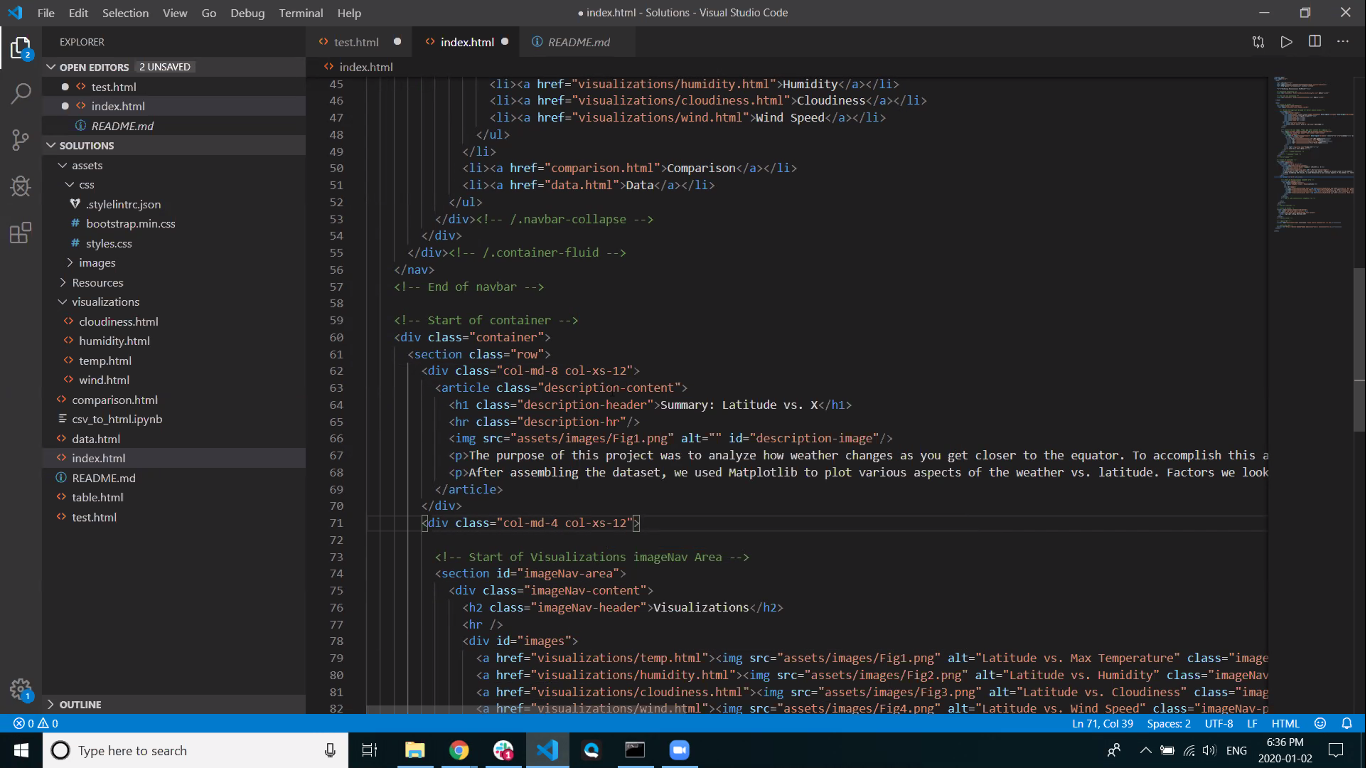 File Edit Selection View Go Debug Terminal Help
● index.html - Solutions - Visual Studio Code
EXPLORER
OPEN EDITORS 2 UNSAVED
test.html
index.html
README.md
SOLUTIONS
assets
css
.stylelintrc.json
bootstrap.min.css
styles.css
images
Resources
visualizations
cloudiness.html
humidity.html
temp.html
wind.html
comparison.html
csv_to_html.ipynb
data.html
index.html
README.md
table.html
test.html
OUTLINE
2
1
test.html index.html README.md
index.html
45 <li><a href="visualizations/humidity.html">Humidity</a></li>
46 <li><a href="visualizations/cloudiness.html">Cloudiness</a></li>
47 <li><a href="visualizations/wind.html">Wind Speed</a></li>
48 </ul>
49 </li>
50 <li><a href="comparison.html">Comparison</a></li>
51 <li><a href="data.html">Data</a></li>
52 </ul>
53 </div><!-- /.navbar-collapse -->
54 </div>
55 </div><!-- /.container-fluid -->
56 </nav>
57 <!-- End of navbar -->
58
59 <!-- Start of container -->
60 <div class="container">
61 <section class="row">
62 <div class="col-md-8 col-xs-12">
63 <article class="description-content">
64 <h1 class="description-header">Summary: Latitude vs. X</h1>
65 <hr class="description-hr"/>
66 <img src="assets/images/Fig1.png" alt="" id="description-image"/>
67 <p>The purpose of this project was to analyze how weather changes as you get closer to the equator. To accomplish this a
68 <p>After assembling the dataset, we used Matplotlib to plot various aspects of the weather vs. latitude. Factors we look
69 </article>
70 </div>
71 <div class="col-md-4 col-xs-12">
72
73 <!-- Start of Visualizations imageNav Area -->
74 <section id="imageNav-area">
75 <div class="imageNav-content">
76 <h2 class="imageNav-header">Visualizations</h2>
77 <hr />
78 <div id="images">
79 <a href="visualizations/temp.html"><img src="assets/images/Fig1.png" alt="Latitude vs. Max Temperature" class="image
80 <a href="visualizations/humidity.html"><img src="assets/images/Fig2.png" alt="Latitude vs. Humidity" class="imageNav
81 <a href="visualizations/cloudiness.html"><img src="assets/images/Fig3.png" alt="Latitude vs. Cloudiness" class="imag
82 <a href="visualizations/wind.html"><img src="assets/images/Fig4.png" alt="Latitude vs. Wind Speed" class="imageNav-p
0 0 Ln 71, Col 39 Spaces: 2 UTF-8 LF HTML
Type here to search
1
ENG
6:36 PM
2020-01-02